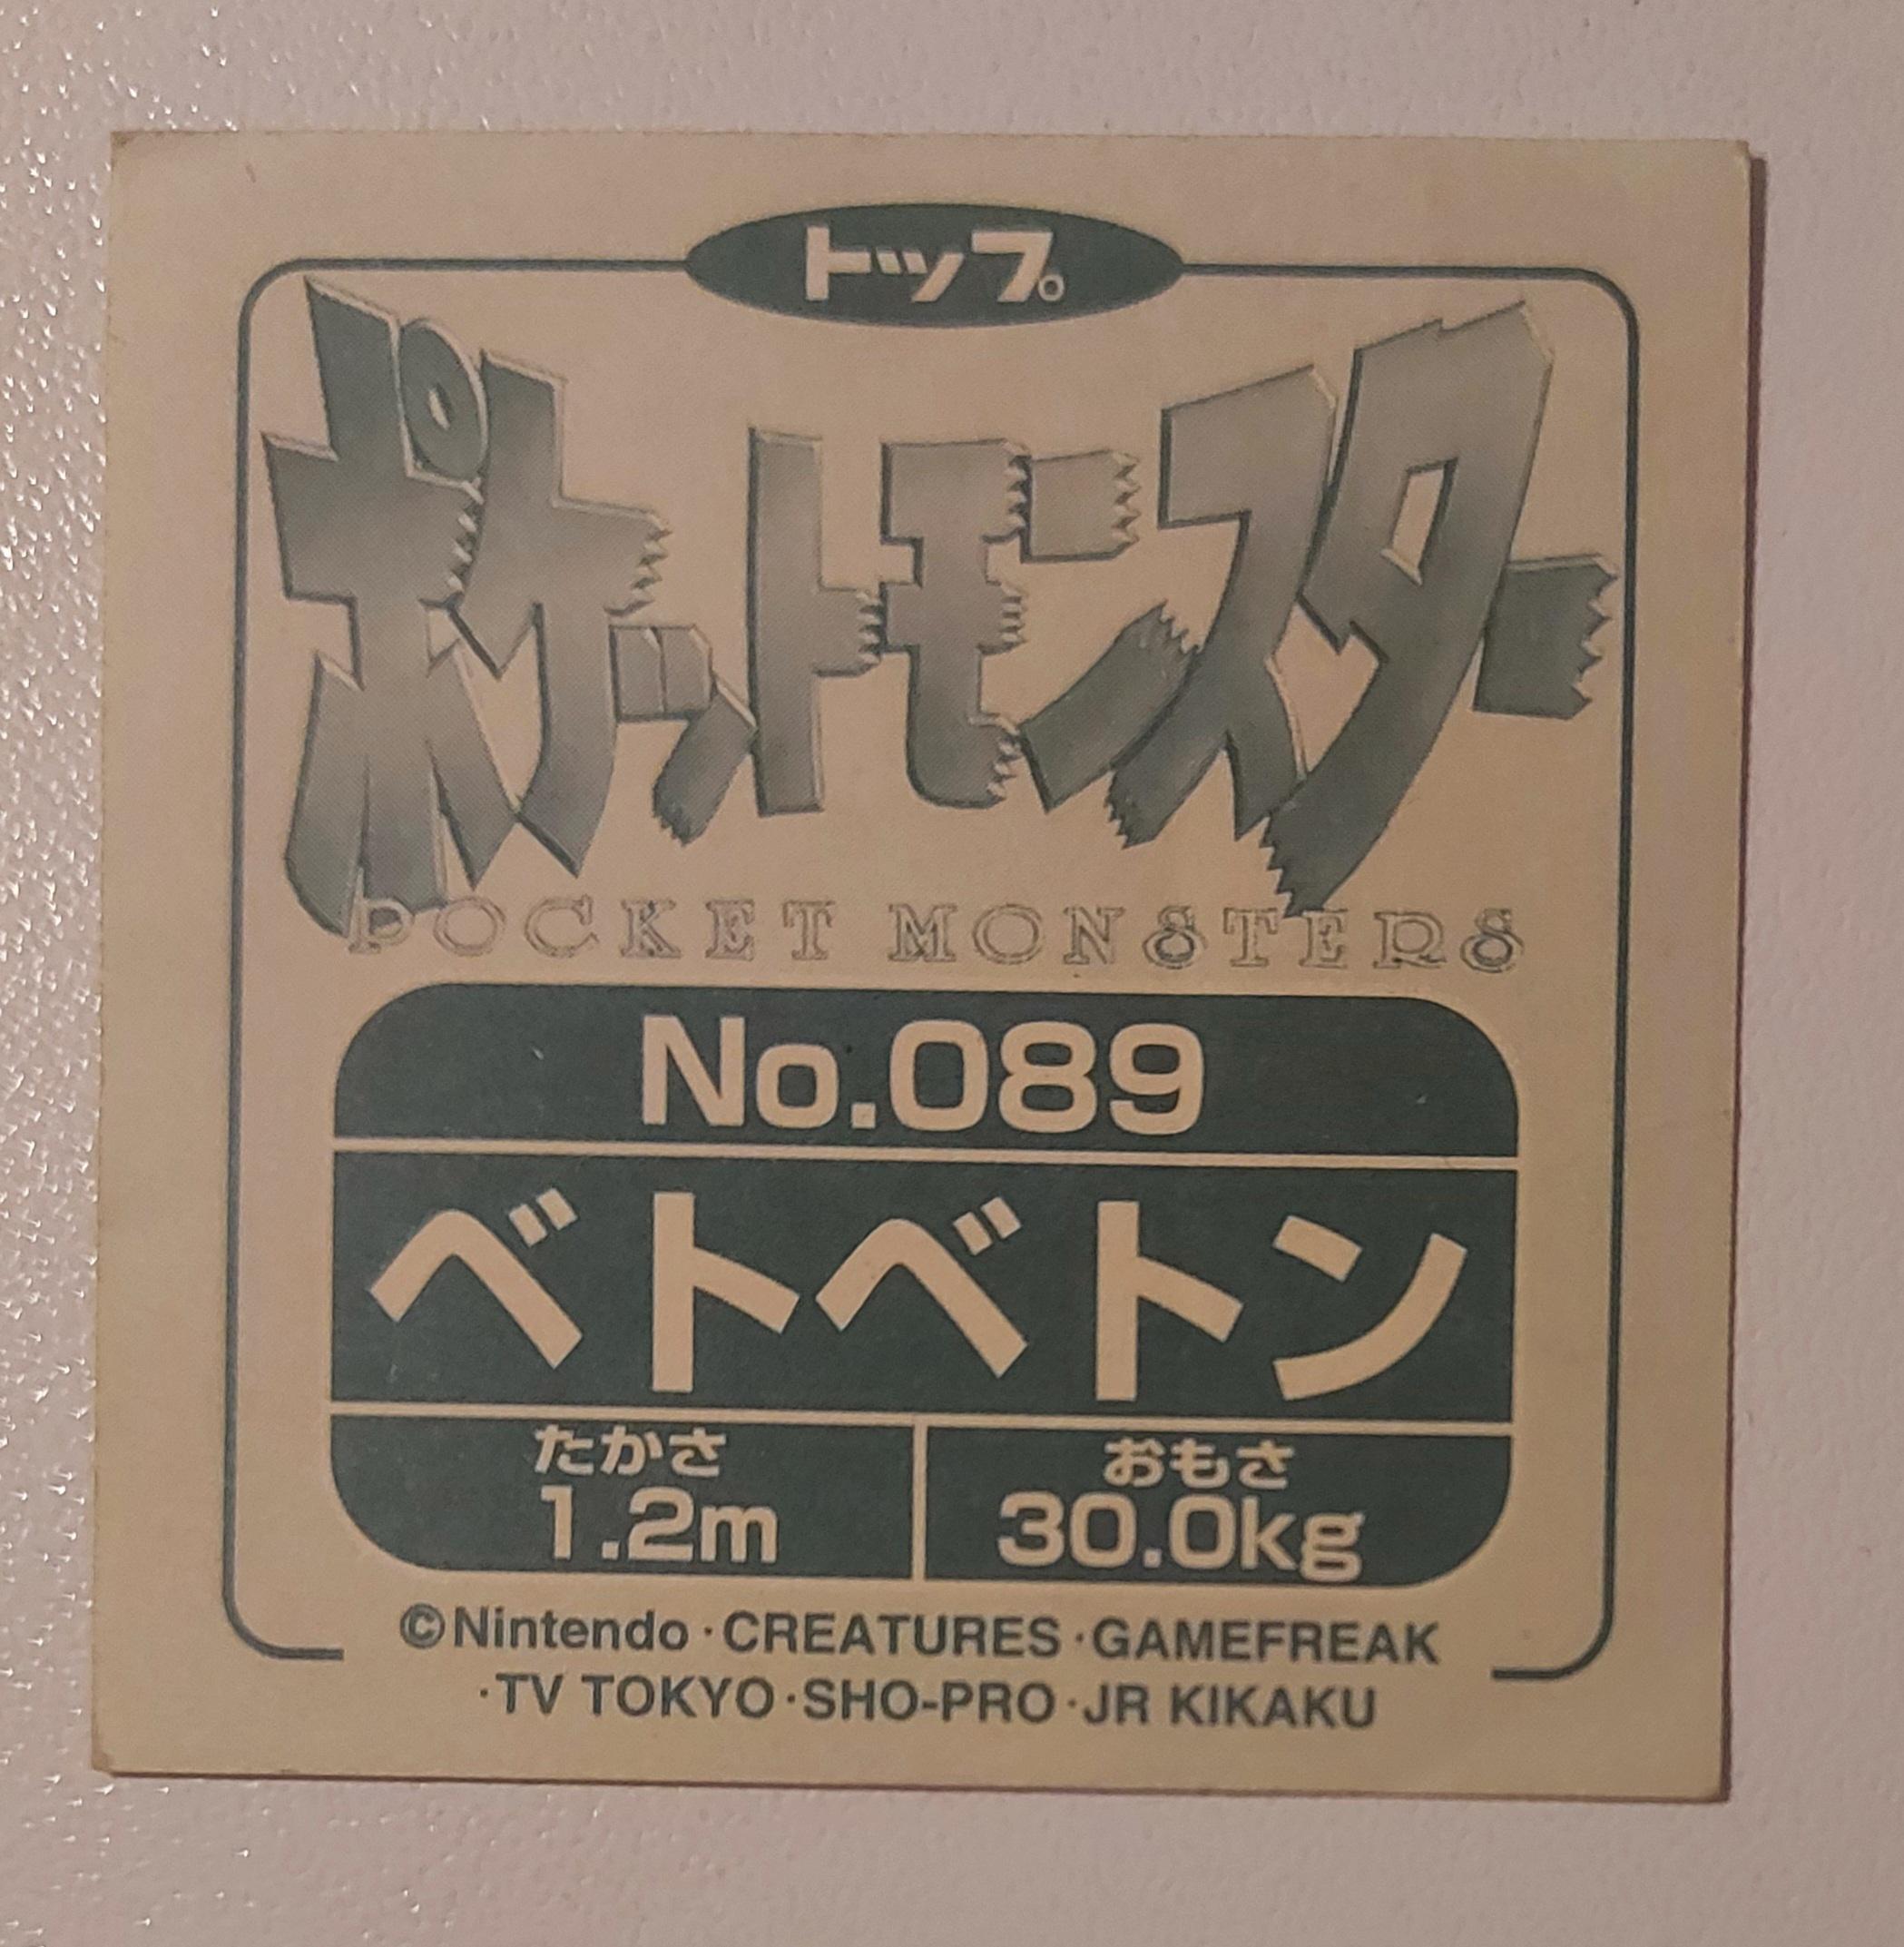 トップ
ポケットモンスター
POCKET MONSTERS
No.089
ベトベトン
たかさ
1.2m
おもさ
30.0kg
©Nintendo・CREATURES・GAMEFREAK
・TV TOKYO・SHO-PRO・JR KIKAKU